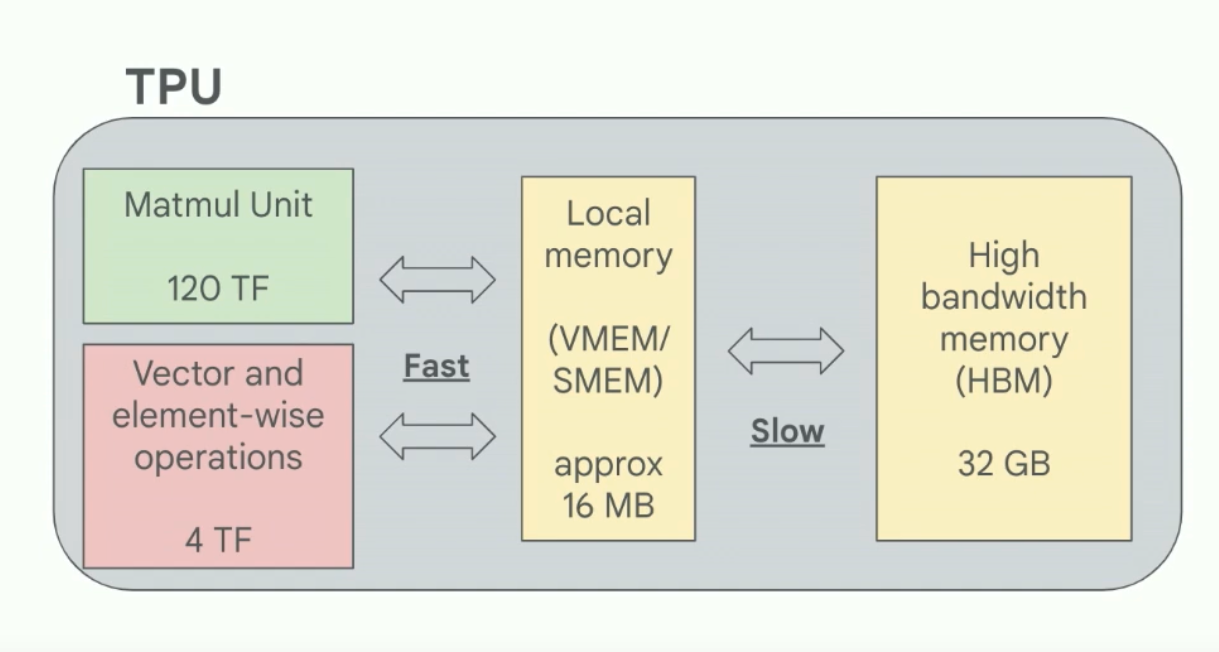 TPU
Matmul Unit
120 TF
Vector and
element-wise
operations
4 TF
Fast
Local
memory
(VMEM/
SMEM)
approx
16 MB
Slow
High
bandwidth
memory
(HBM)
32 GB